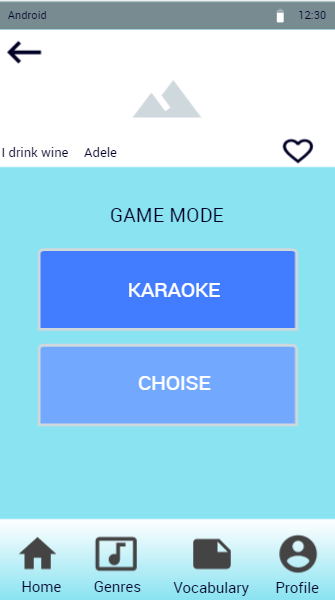 Android 12:30
I drink wine Adele
GAME MODE
KARAOKE
CHOISE
Home Genres Vocabulary Profile